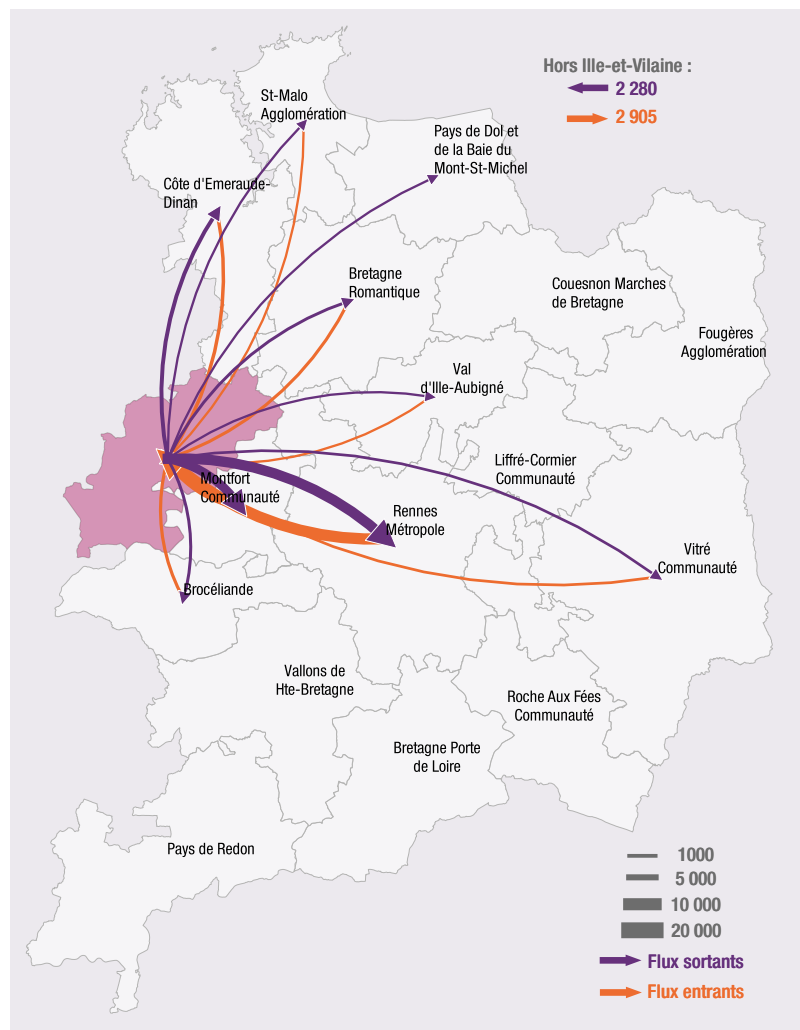 Hors Ille-et-Vilaine :
2 280
2 905
St-Malo
Agglomération
Pays de Dol et
de la Baie du
Mont-St-Michel
Côte d'Emeraude-
Dinan
Bretagne
Romantique
Couesnon Marches
de Bretagne
Fougères
Agglomération
Val
d'Ille-Aubigné
Liffré-Cormier
Communauté
Montfort
Communauté
Rennes
Métropole
Vitré
Communauté
Brocéliande
Vallons de
Hte-Bretagne
Roche Aux Fées
Communauté
Bretagne Porte
de Loire
Pays de Redon
1000
5 000
10 000
20 000
Flux sortants
Flux entrants